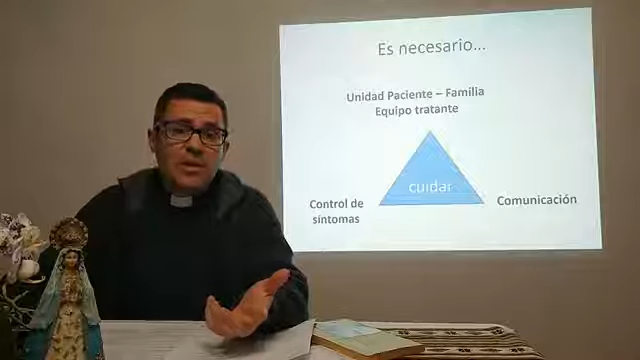 Es necesario...
Unidad Paciente – Familia
Equipo tratante
cuidar
Control de
síntomas
Comunicación